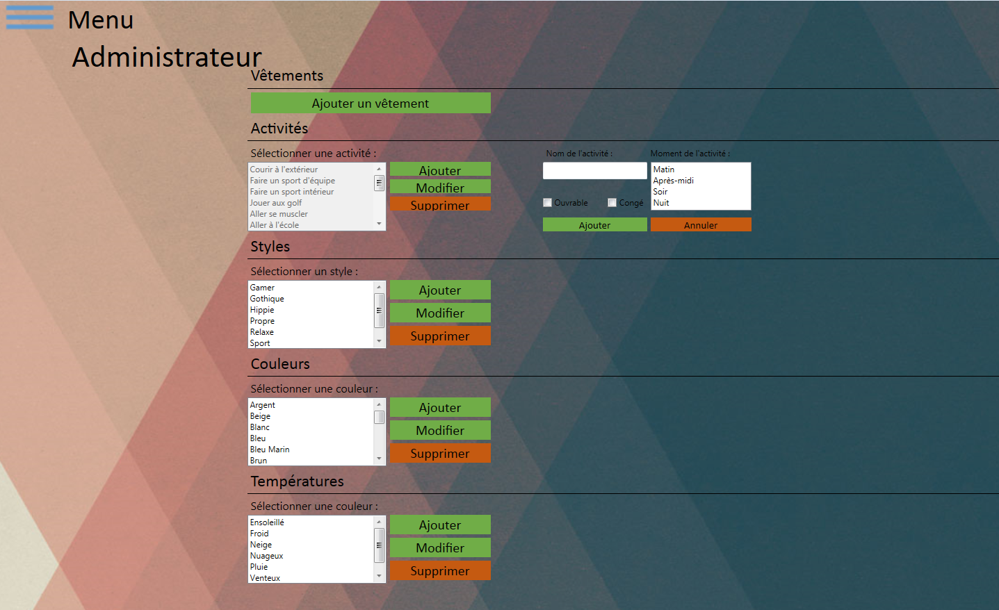 Menu
Administrateur
Vêtements
Ajouter un vêtement
Activités
Sélectionner une activité :
Courir à l'extérieur
Faire un sport d'équipe
Faire un sport intérieur
Jouer aux golf
Aller se muscler
Aller à l'école
Ajouter
Modifier
Supprimer
Nom de l'activité :
Moment de l'activité :
Matin
Après-midi
Soir
Nuit
Ouvrable
Congé
Ajouter
Annuler
Styles
Sélectionner un style :
Gamer
Gothique
Hippie
Propre
Relaxe
Sport
Ajouter
Modifier
Supprimer
Couleurs
Sélectionner une couleur :
Argent
Beige
Blanc
Bleu
Bleu Marin
Brun
Ajouter
Modifier
Supprimer
Températures
Sélectionner une couleur :
Ensoleillé
Froid
Neige
Nuageux
Pluie
Venteux
Ajouter
Modifier
Supprimer